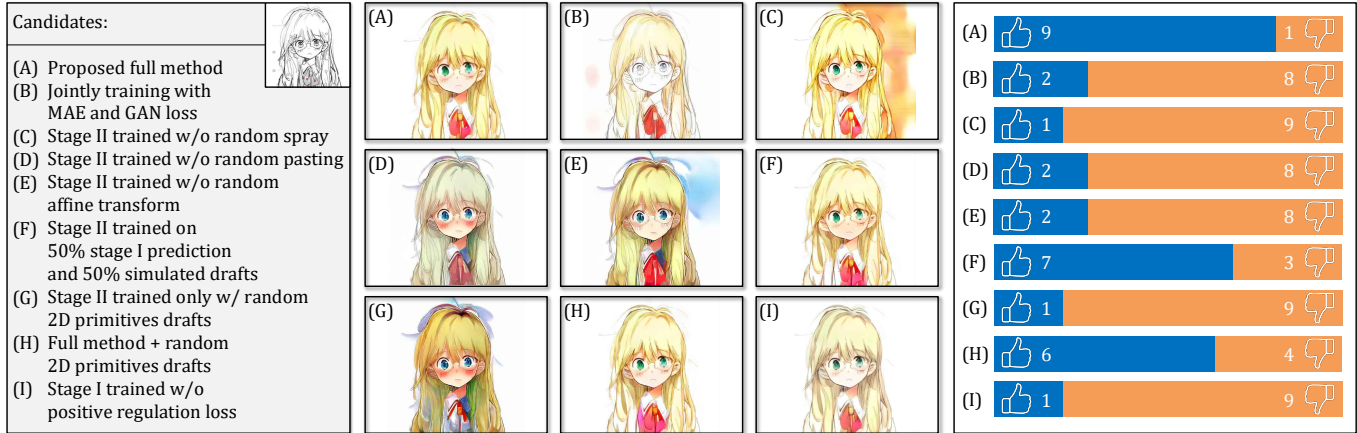 Candidates:
(A) Proposed full method
(B) Jointly training with
MAE and GAN loss
(C) Stage II trained w/o random spray
(D) Stage II trained w/o random pasting
(E) Stage II trained w/o random
affine transform
(F) Stage II trained on
50% stage I prediction
and 50% simulated drafts
(G) Stage II trained only w/ random
2D primitives drafts
(H) Full method + random
2D primitives drafts
(I) Stage I trained w/o
positive regulation loss
(A) (B) (C)
(D) (E) (F)
(G) (H) (I)
(A) 9 1
(B) 2 8
(C) 1 9
(D) 2 8
(E) 2 8
(F) 7 3
(G) 1 9
(H) 6 4
(I) 1 9